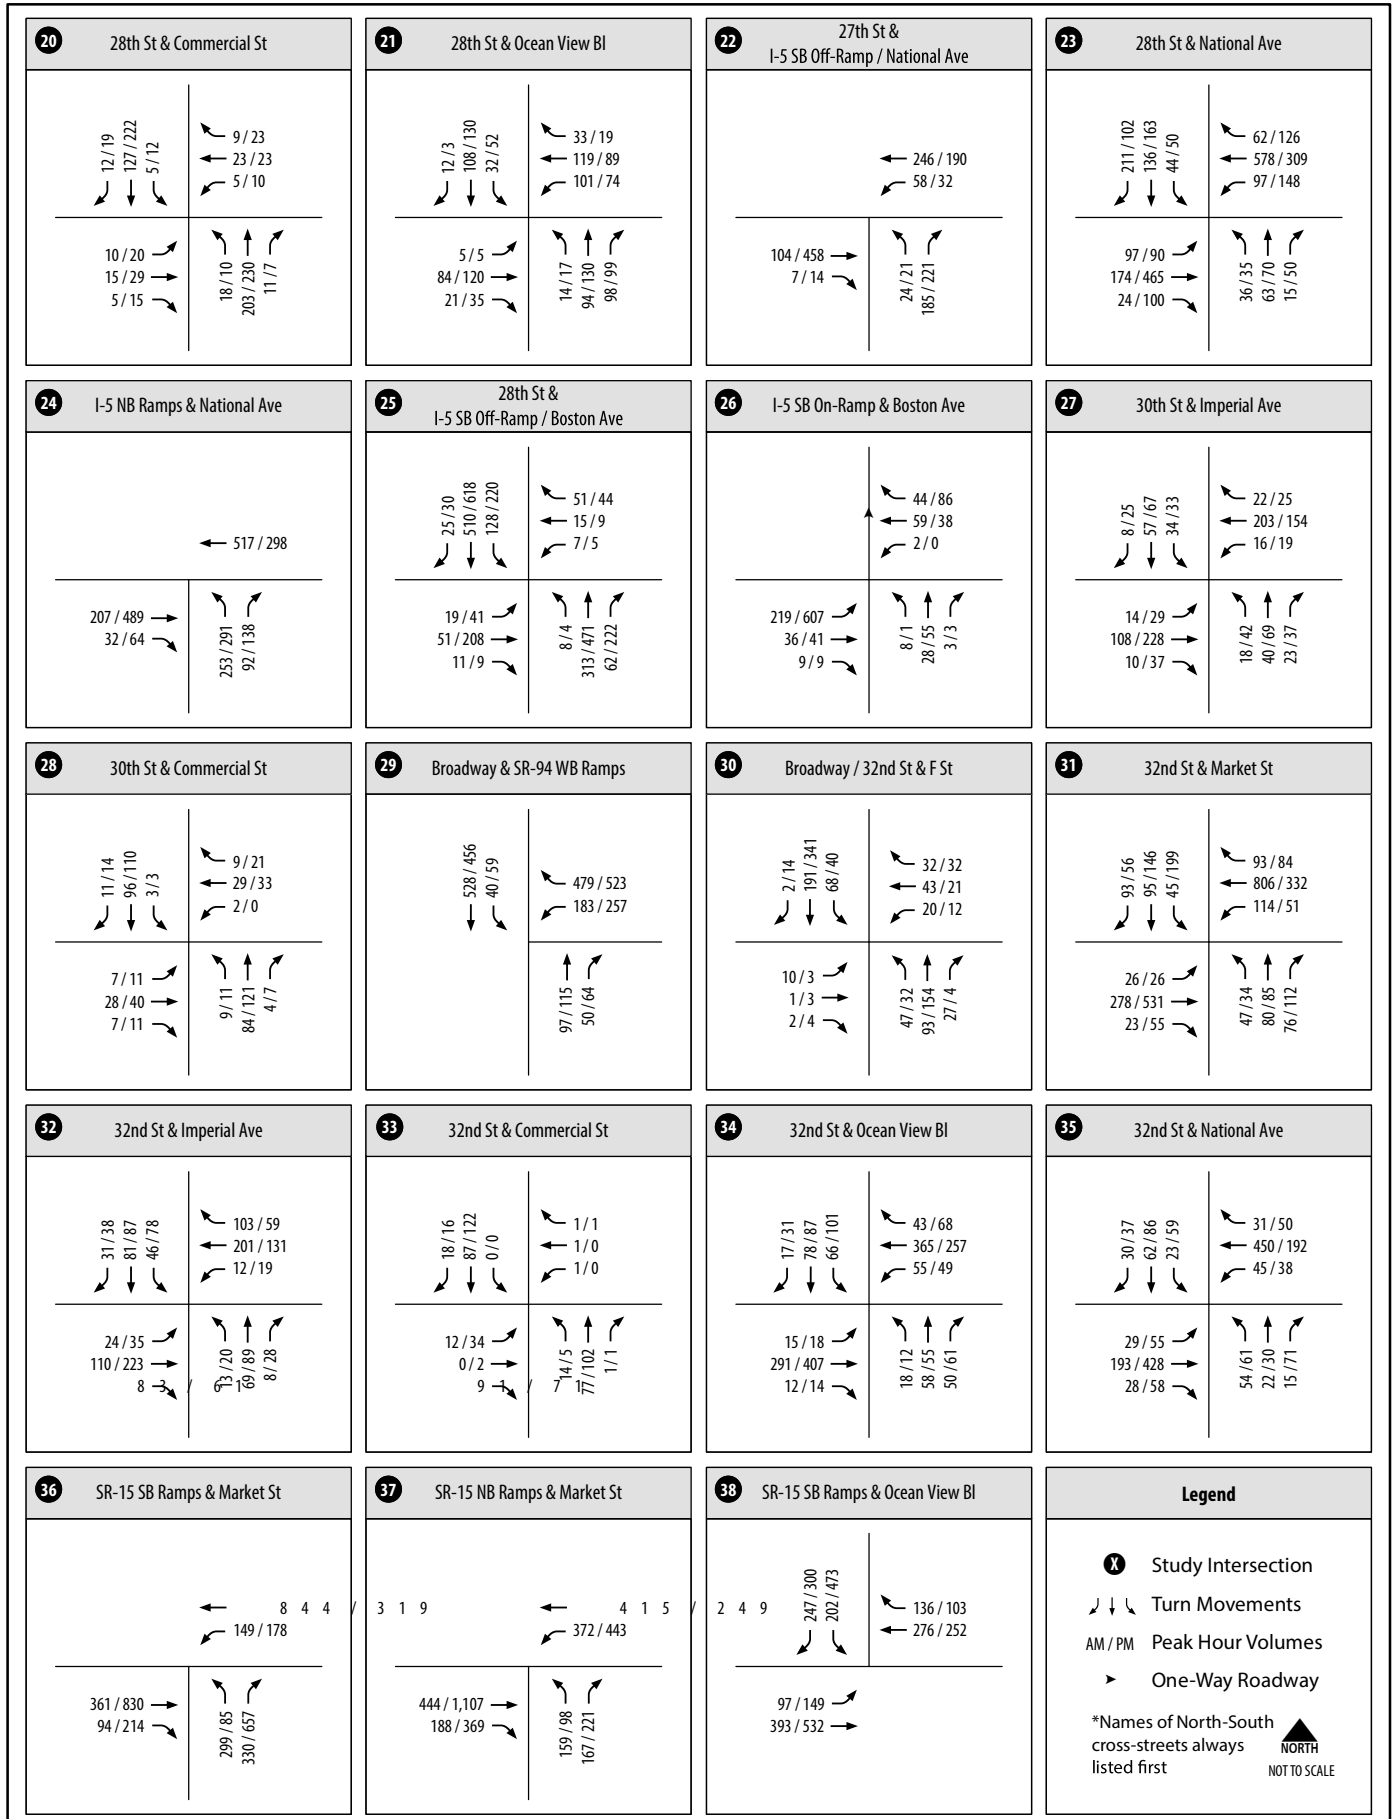 20
28th St & Commercial St
12 / 19
127 / 222
5 / 12
9 / 23
23 / 23
5 / 10
10 / 20
15 / 29
5 / 15
18 / 10
203 / 230
11 / 7
21
28th St & Ocean View Bl
12 / 3
108 / 130
32 / 52
33 / 19
119 / 89
101 / 74
5 / 5
84 / 120
21 / 35
14 / 17
94 / 130
98 / 99
22
27th St &
I-5 SB Off-Ramp / National Ave
246 / 190
58 / 32
104 / 458
7 / 14
24 / 21
185 / 221
23
28th St & National Ave
211 / 102
136 / 163
44 / 50
62 / 126
578 / 309
97 / 148
97 / 90
174 / 465
24 / 100
36 / 35
63 / 70
15 / 50
24
I-5 NB Ramps & National Ave
517 / 298
207 / 489
32 / 64
253 / 291
92 / 138
25
28th St &
I-5 SB Off-Ramp / Boston Ave
25 / 30
510 / 618
128 / 220
51 / 44
15 / 9
7 / 5
19 / 41
51 / 208
11 / 9
8 / 4
313 / 471
62 / 222
26
I-5 SB On-Ramp & Boston Ave
44 / 86
59 / 38
2 / 0
219 / 607
36 / 41
9 / 9
8 / 1
28 / 55
3 / 3
27
30th St & Imperial Ave
8 / 25
57 / 67
34 / 33
22 / 25
203 / 154
16 / 19
14 / 29
108 / 228
10 / 37
18 / 42
40 / 69
23 / 37
28
30th St & Commercial St
11 / 14
96 / 110
3 / 3
9 / 21
29 / 33
2 / 0
7 / 11
28 / 40
7 / 11
9 / 11
84 / 121
4 / 7
29
Broadway & SR-94 WB Ramps
528 / 456
40 / 59
479 / 523
183 / 257
97 / 115
50 / 64
30
Broadway / 32nd St & F St
2 / 14
191 / 341
68 / 40
32 / 32
43 / 21
20 / 12
10 / 3
1 / 3
2 / 4
47 / 32
93 / 154
27 / 4
31
32nd St & Market St
93 / 56
95 / 146
45 / 199
93 / 84
806 / 332
114 / 51
26 / 26
278 / 531
23 / 55
47 / 34
80 / 85
76 / 112
32
32nd St & Imperial Ave
31 / 38
81 / 87
46 / 78
103 / 59
201 / 131
12 / 19
24 / 35
110 / 223
8 3 / 6 1
13 / 20
69 / 89
8 / 28
33
32nd St & Commercial St
18 / 16
87 / 122
0 / 0
1 / 1
1 / 0
1 / 0
12 / 34
0 / 2
9 1 / 7 1
14 / 5
77 / 102
1 / 1
34
32nd St & Ocean View Bl
17 / 31
78 / 87
66 / 101
43 / 68
365 / 257
55 / 49
15 / 18
291 / 407
12 / 14
18 / 12
58 / 55
50 / 61
35
32nd St & National Ave
30 / 37
62 / 86
23 / 59
31 / 50
450 / 192
45 / 38
29 / 55
193 / 428
28 / 58
54 / 61
22 / 30
15 / 71
36
SR-15 SB Ramps & Market St
8 4 4 / 3 1 9
149 / 178
361 / 830
94 / 214
299 / 85
330 / 657
37
SR-15 NB Ramps & Market St
4 1 5 / 2 4 9
372 / 443
444 / 1,107
188 / 369
159 / 98
167 / 221
38
SR-15 SB Ramps & Ocean View Bl
247 / 300
202 / 473
136 / 103
276 / 252
97 / 149
393 / 532
Legend
X Study Intersection
Turn Movements
AM / PM Peak Hour Volumes
One-Way Roadway
*Names of North-South
cross-streets always
listed first
NORTH
NOT TO SCALE